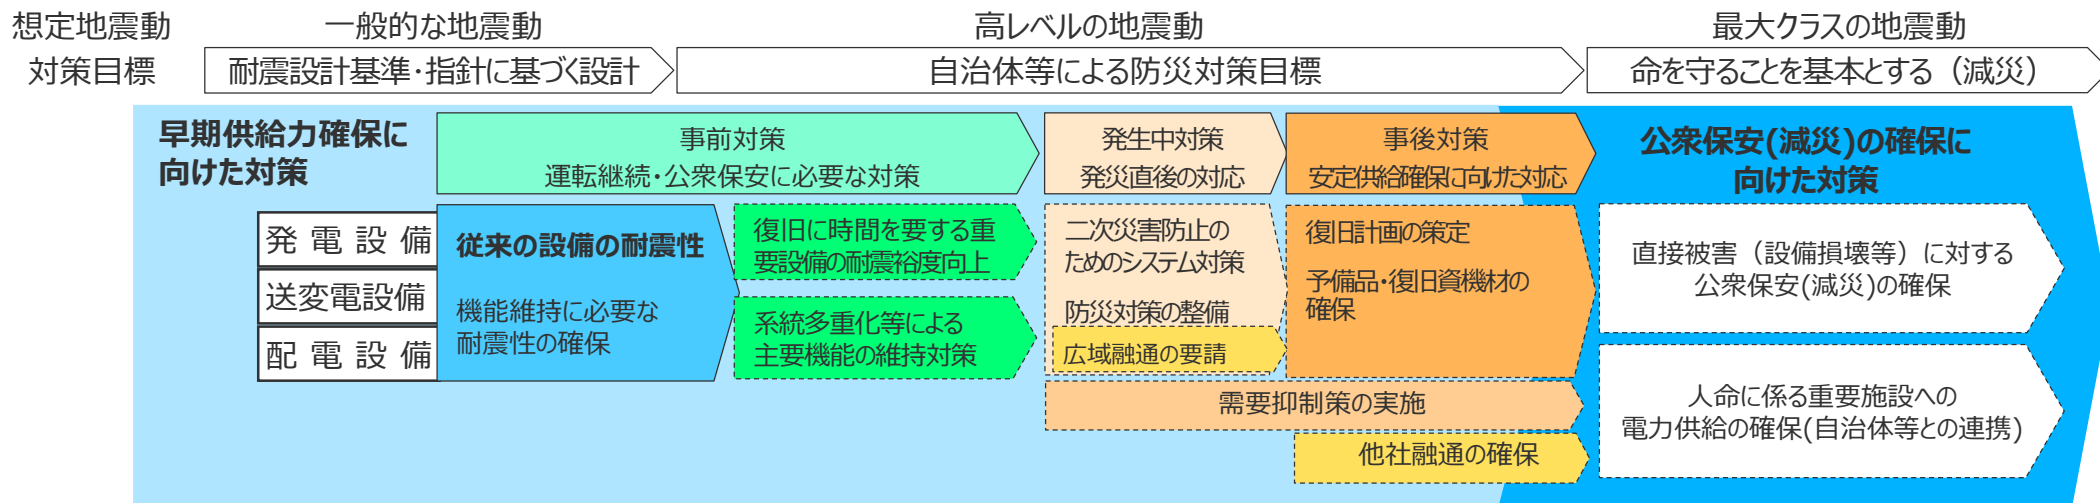 想定地震動
一般的な地震動
高レベルの地震動
最大クラスの地震動
対策目標
耐震設計基準・指針に基づく設計
自治体等による防災対策目標
命を守ることを基本とする（減災）
早期供給力確保に
向けた対策
事前対策
運転継続・公衆保安に必要な対策
発生中対策
発災直後の対応
事後対策
安定供給確保に向けた対応
公衆保安(減災)の確保に
向けた対策
発電設備
送変電設備
配電設備
従来の設備の耐震性
機能維持に必要な
耐震性の確保
復旧に時間を要する重
要設備の耐震裕度向上
系統多重化等による
主要機能の維持対策
二次災害防止の
ためのシステム対策
防災対策の整備
広域融通の要請
復旧計画の策定
予備品・復旧資機材の
確保
需要抑制策の実施
他社融通の確保
直接被害（設備損壊等）に対する
公衆保安(減災)の確保
人命に係る重要施設への
電力供給の確保(自治体等との連携)